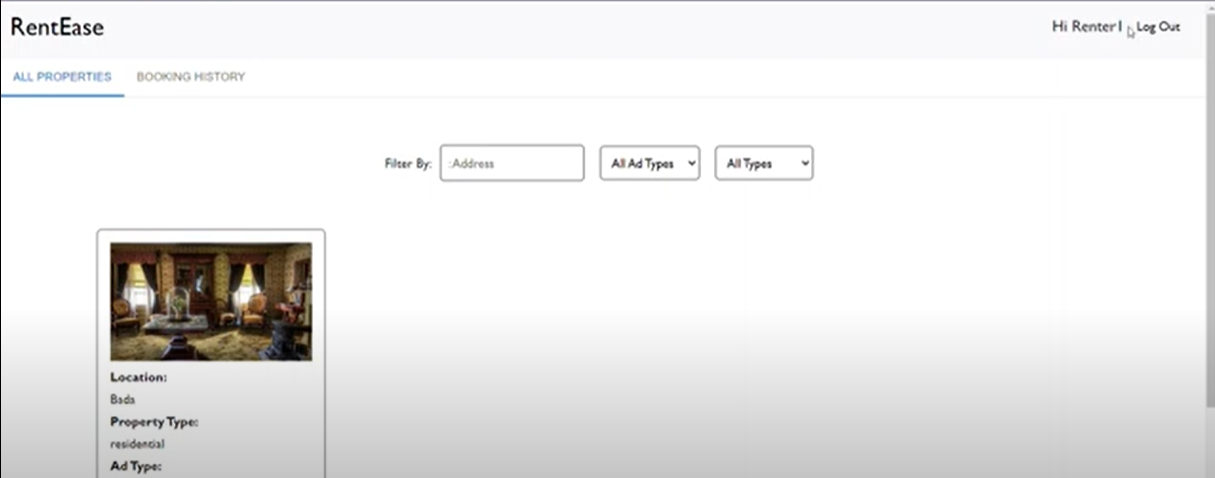 RentEase
Hi Renter1 Log Out
ALL PROPERTIES BOOKING HISTORY
Filter By: :Address All Ad Types All Types
Location:
Bada
Property Type:
residential
Ad Type: